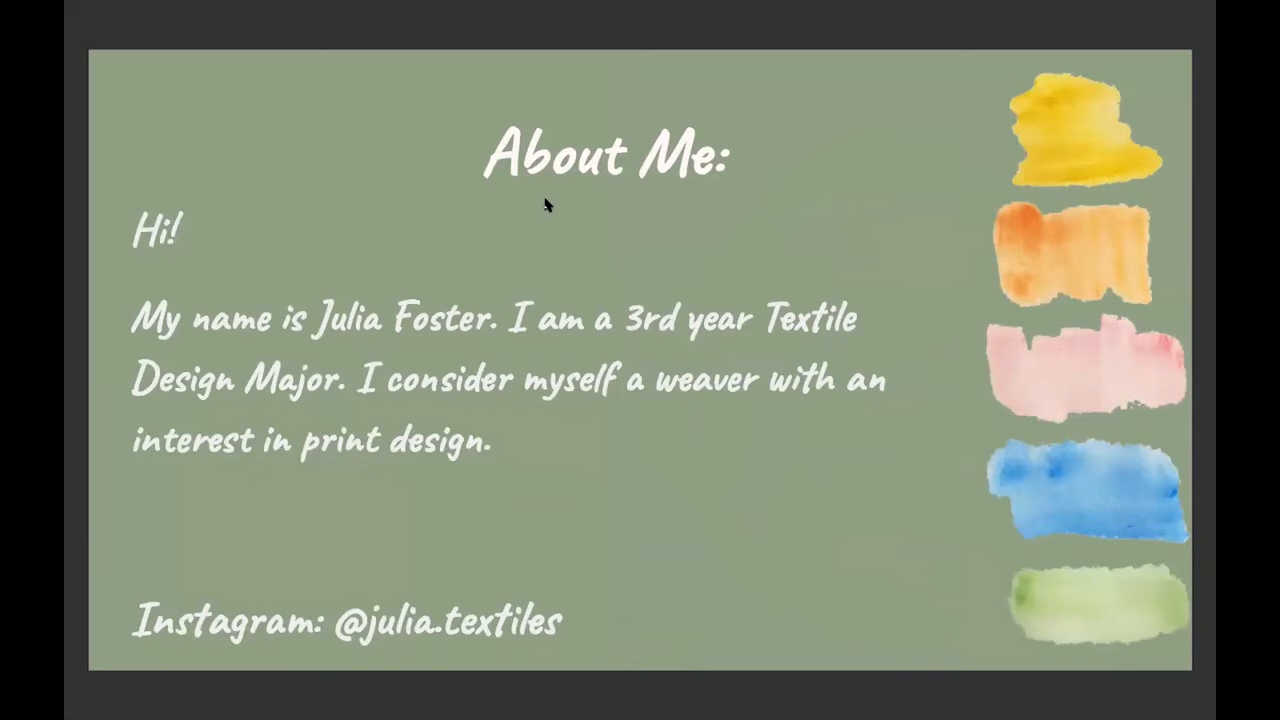 About Me:
Hi!
My name is Julia Foster. I am a 3rd year Textile
Design Major. I consider myself a weaver with an
interest in print design.
Instagram: @julia.textiles